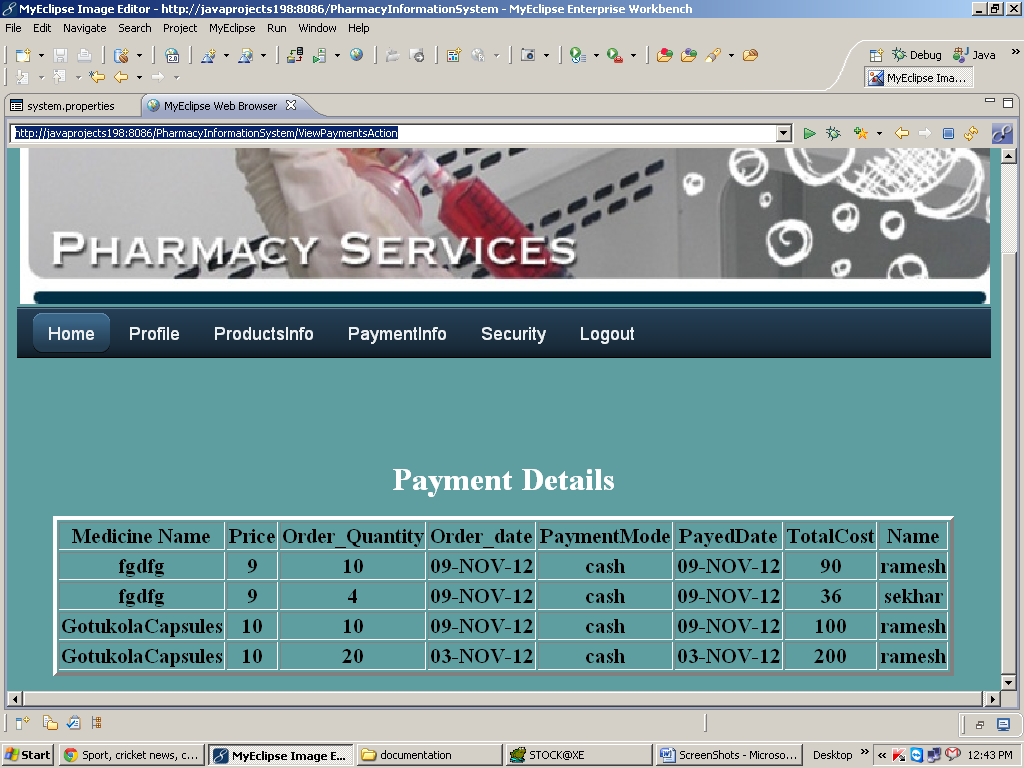 MyEclipse Image Editor - http://javaprojects198:8086/PharmacyInformationSystem - MyEclipse Enterprise Workbench
File Edit Navigate Search Project MyEclipse Run Window Help
2.0
Debug Java »
MyEclipse Ima...
system.properties MyEclipse Web Browser
http://javaprojects198:8086/PharmacyInformationSystem/ViewPaymentsAction
Pharmacy Services
Home Profile ProductsInfo PaymentInfo Security Logout
Payment Details
Medicine Name Price Order_Quantity Order_date PaymentMode PayedDate TotalCost Name
fgdfg 9 10 09-NOV-12 cash 09-NOV-12 90 ramesh
fgdfg 9 4 09-NOV-12 cash 09-NOV-12 36 sekhar
GotukolaCapsules 10 10 09-NOV-12 cash 09-NOV-12 100 ramesh
GotukolaCapsules 10 20 03-NOV-12 cash 03-NOV-12 200 ramesh
Start Sport, cricket news, c... MyEclipse Image E... documentation STOCK@XE ScreenShots - Microso... Desktop » « 12:43 PM